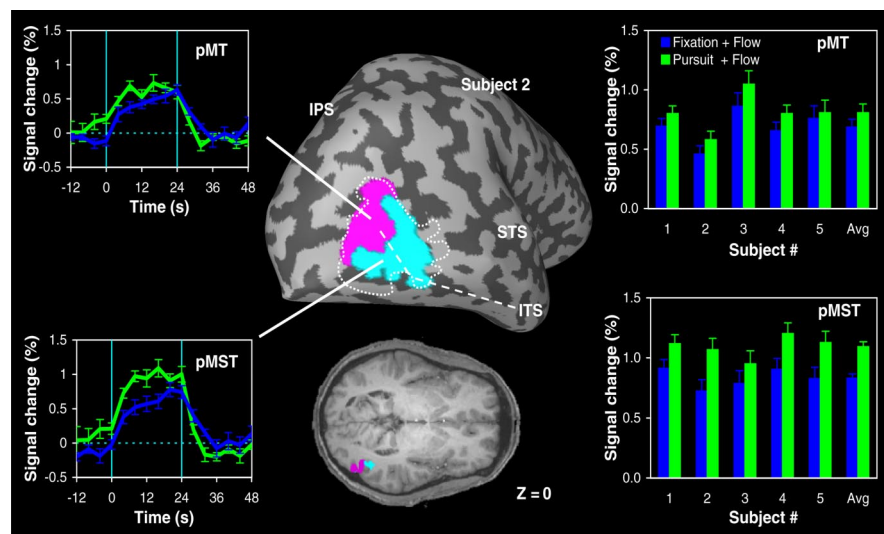 pMT
Signal change (%)
1.5
1
0.5
0
-0.5
-12 0 12 24 36 48
Time (s)
IPS
Subject 2
STS
ITS
Fixation + Flow
Pursuit + Flow
pMT
Signal change (%)
1.5
1.0
0.5
0.0
1 2 3 4 5 Avg
Subject #
pMST
Signal change (%)
1.5
1
0.5
0
-0.5
-12 0 12 24 36 48
Time (s)
Z = 0
pMST
Signal change (%)
1.5
1.0
0.5
0.0
1 2 3 4 5 Avg
Subject #